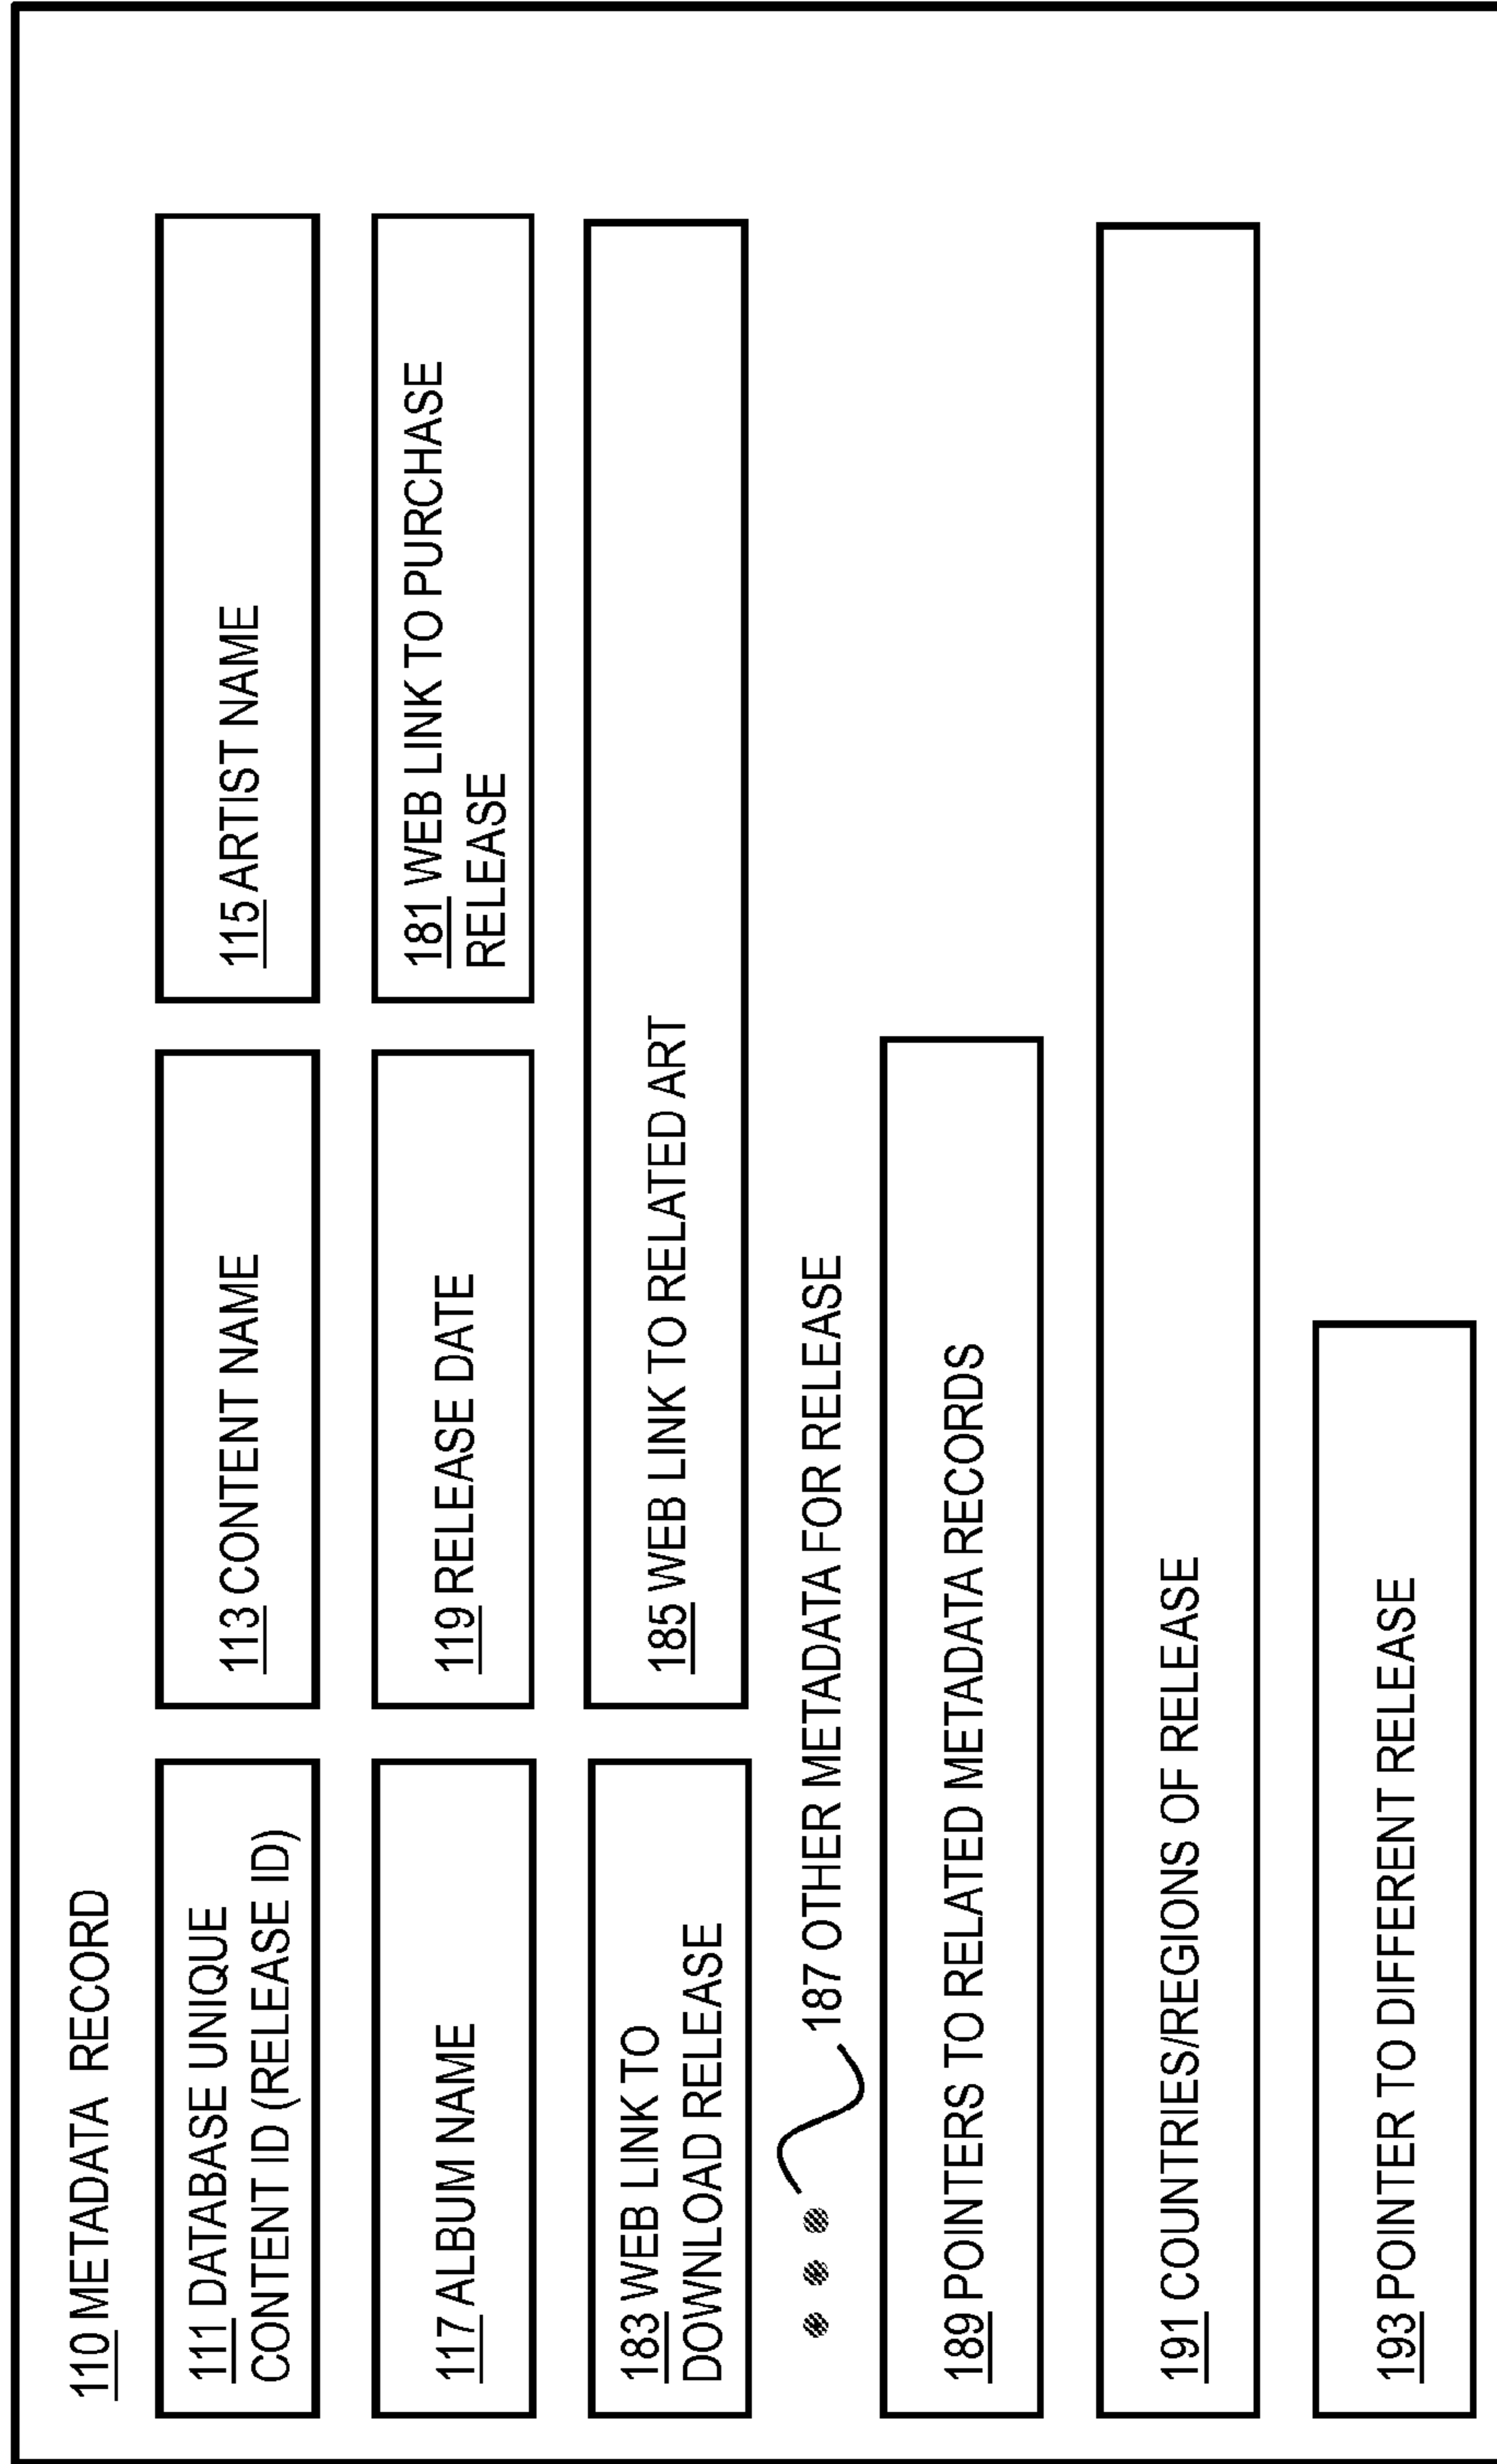 110 METADATA RECORD
111 DATABASE UNIQUE
CONTENT ID (RELEASE ID)
113 CONTENT NAME
115 ARTIST NAME
117 ALBUM NAME
119 RELEASE DATE
181 WEB LINK TO PURCHASE
RELEASE
183 WEB LINK TO
DOWNLOAD RELEASE
185 WEB LINK TO RELATED ART
187 OTHER METADATA FOR RELEASE
189 POINTERS TO RELATED METADATA RECORDS
191 COUNTRIES/REGIONS OF RELEASE
193 POINTER TO DIFFERENT RELEASE